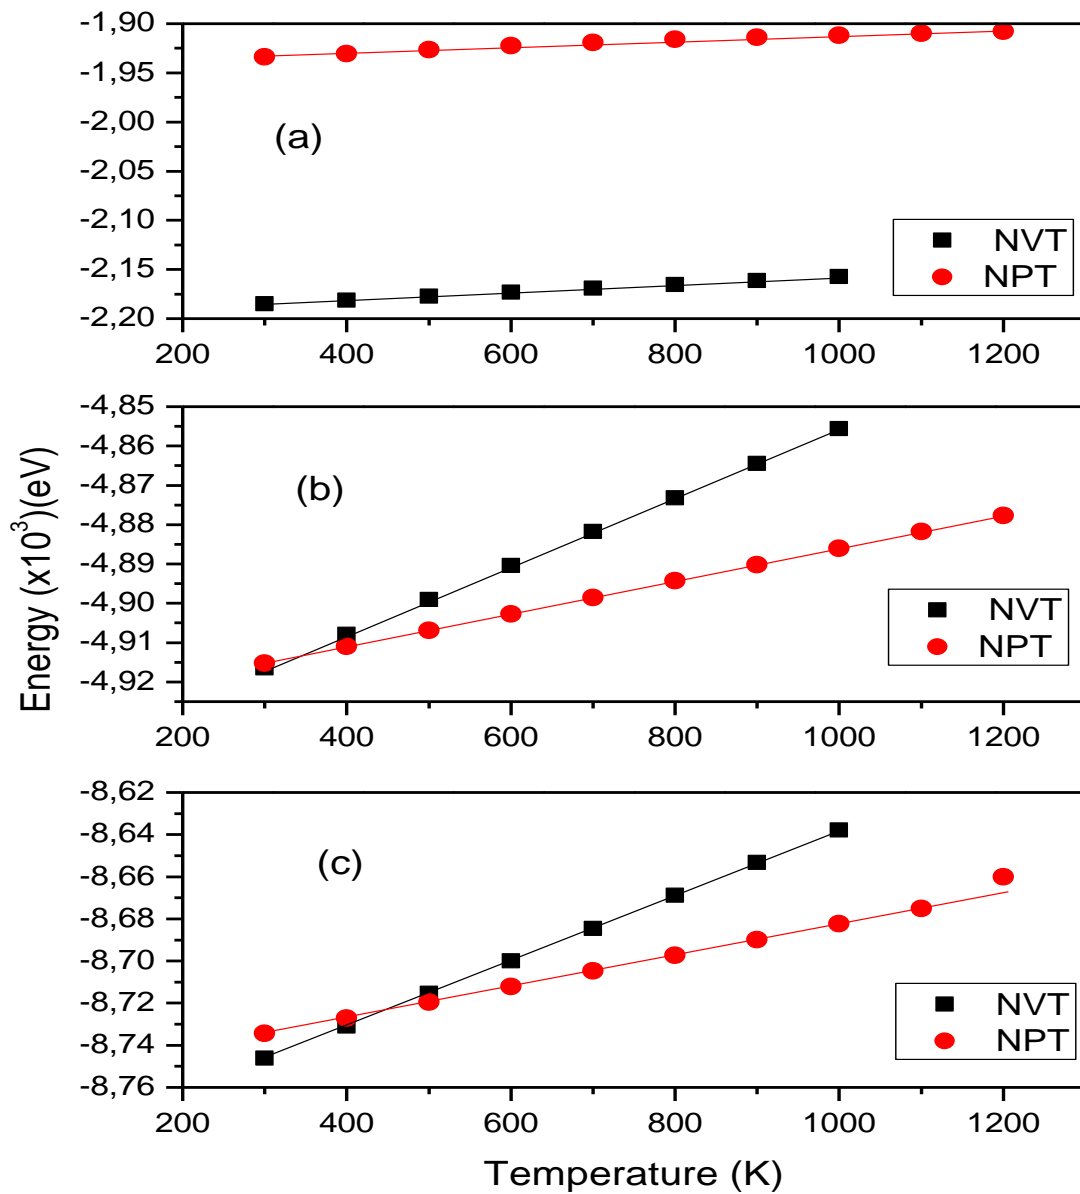 Energy (x10³)(eV)
-1,90
-1,95
-2,00
-2,05
-2,10
-2,15
-2,20
(a)
NVT
NPT
200 400 600 800 1000 1200
-4,85
-4,86
-4,87
-4,88
-4,89
-4,90
-4,91
-4,92
(b)
NVT
NPT
200 400 600 800 1000 1200
-8,62
-8,64
-8,66
-8,68
-8,70
-8,72
-8,74
-8,76
(c)
NVT
NPT
200 400 600 800 1000 1200
Temperature (K)